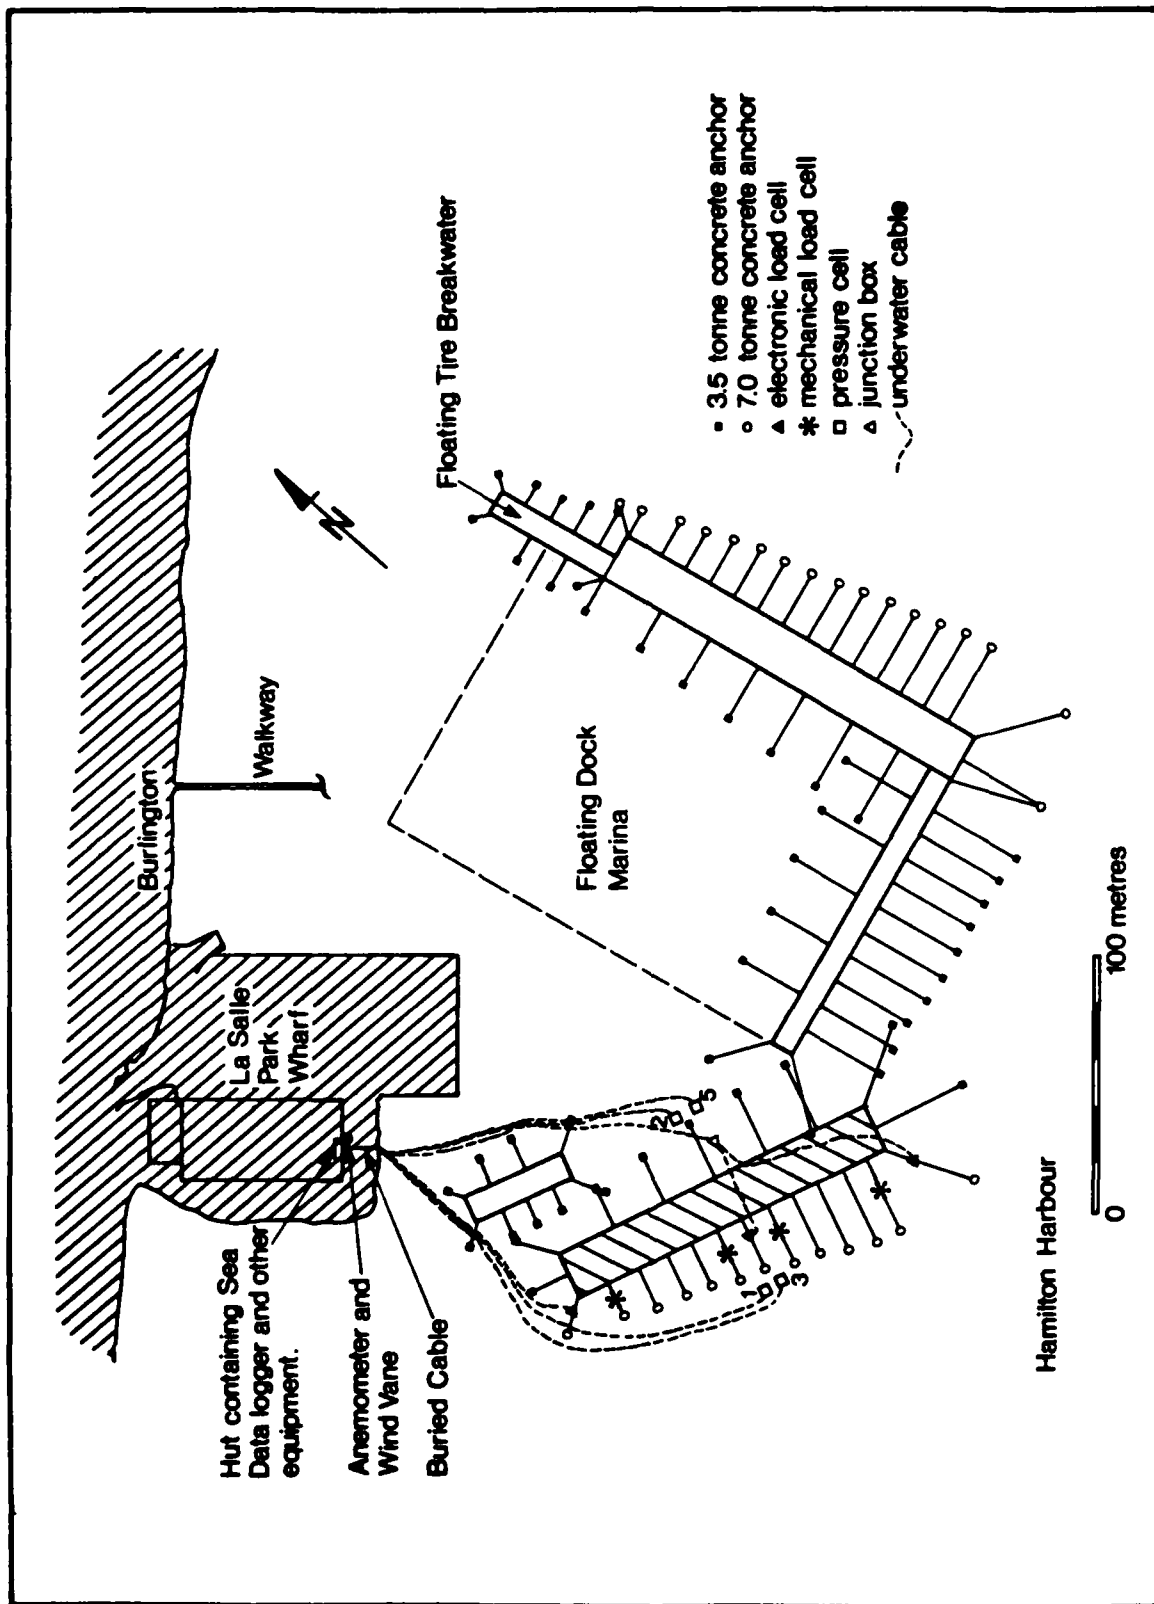 Burlington
Walkway
La Salle
Park
Wharf
Hut containing Sea
Data logger and other
equipment.
Anemometer and
Wind Vane
Buried Cable
N
Floating Tire Breakwater
Floating Dock
Marina
2
5
1
3
3.5 tonne concrete anchor
7.0 tonne concrete anchor
electronic load cell
mechanical load cell
pressure cell
junction box
underwater cable
Hamilton Harbour
0
100 metres